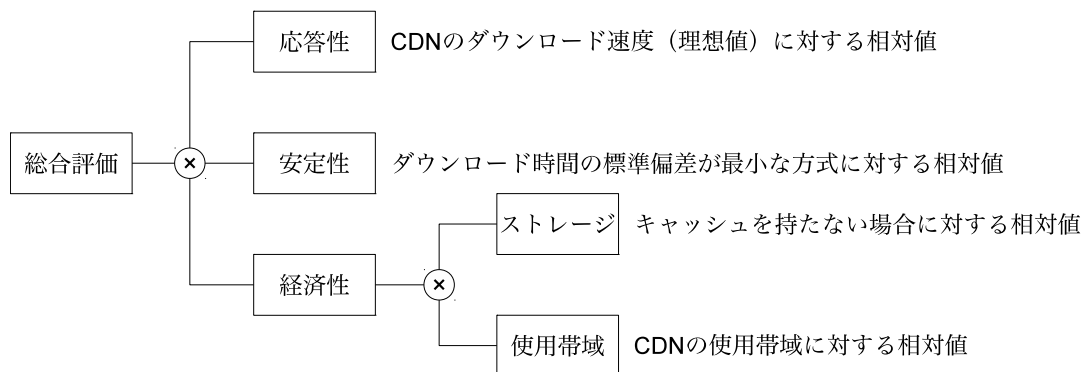 応答性 CDNのダウンロード速度（理想値）に対する相対値
総合評価
×
安定性 ダウンロード時間の標準偏差が最小な方式に対する相対値
ストレージ キャッシュを持たない場合に対する相対値
経済性
×
使用帯域 CDNの使用帯域に対する相対値